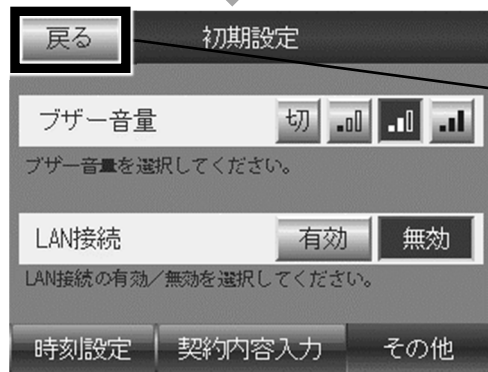 戻る 初期設定
ブザー音量 切
ブザー音量を選択してください。
LAN接続 有効 無効
LAN接続の有効/無効を選択してください。
時刻設定 契約内容入力 その他